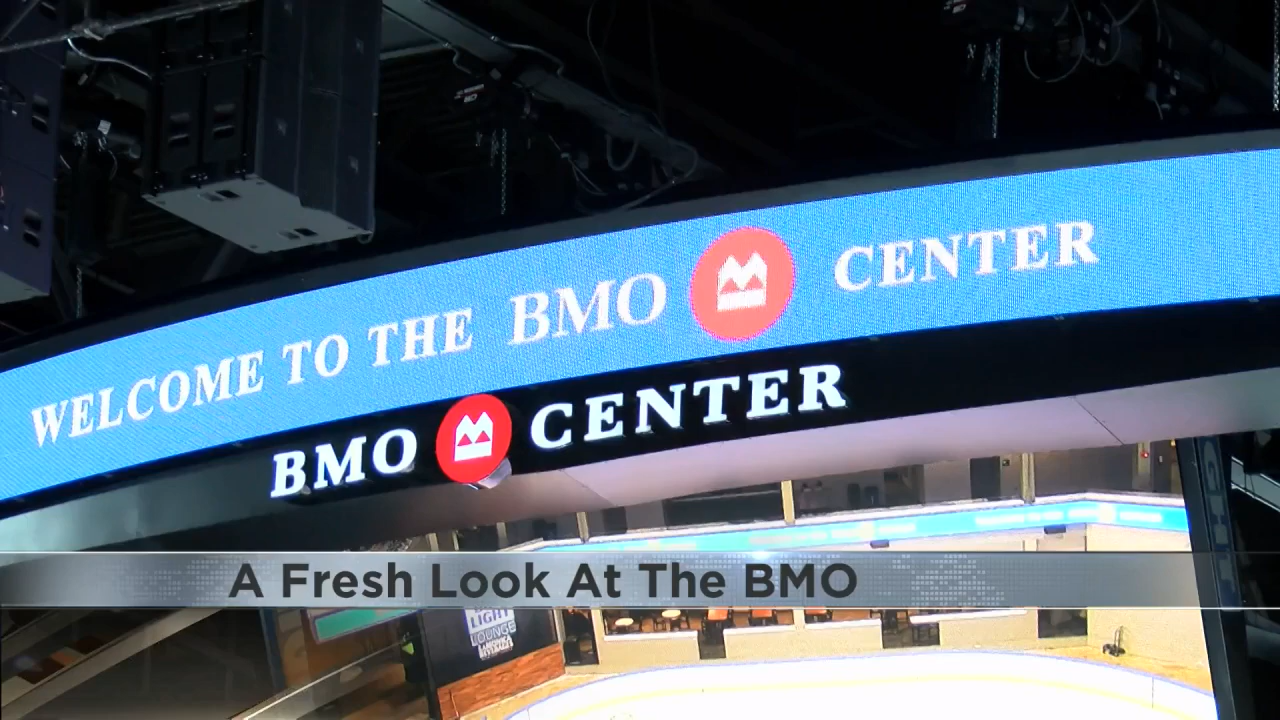 WELCOME TO THE BMO CENTER
BMO CENTER
A Fresh Look At The BMO
LIGHT
LOUNGE